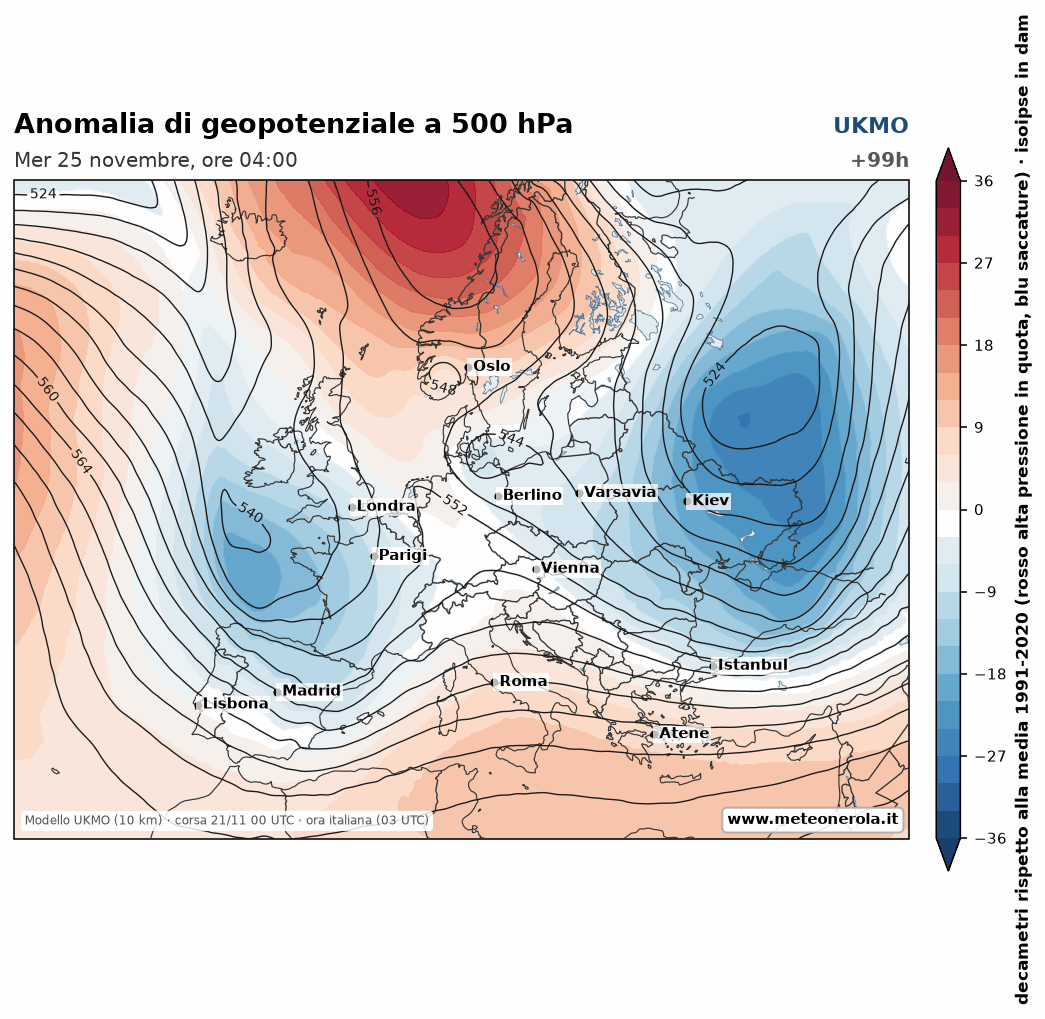 Anomalia di geopotenziale a 500 hPa
UKMO
Mer 25 novembre, ore 04:00
+99h
524
556
560
564
548
544
552
540
524
Oslo
Londra
Berlino
Varsavia
Kiev
Parigi
Vienna
Istanbul
Roma
Madrid
Lisbona
Atene
Modello UKMO (10 km) · corsa 21/11 00 UTC · ora italiana (03 UTC)
www.meteonerola.it
36
27
18
9
0
−9
−18
−27
−36
decametri rispetto alla media 1991-2020 (rosso alta pressione in quota, blu saccature) · isoipse in dam